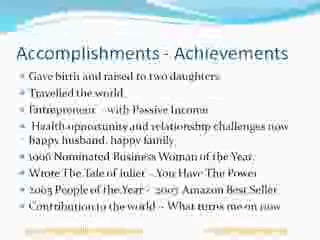 Accomplishments - Achievements
Gave birth and raised to two daughters
Travelled the world
Entrepreneur - with Passive Income
Health opportunity and relationship challenges now
happy husband, happy family
1996 Nominated Business Woman of the Year
Wrote The Tale of Juliet - You Have The Power
2003 People of the Year - 2007 Amazon Best Seller
Contribution to the world - What turns me on now